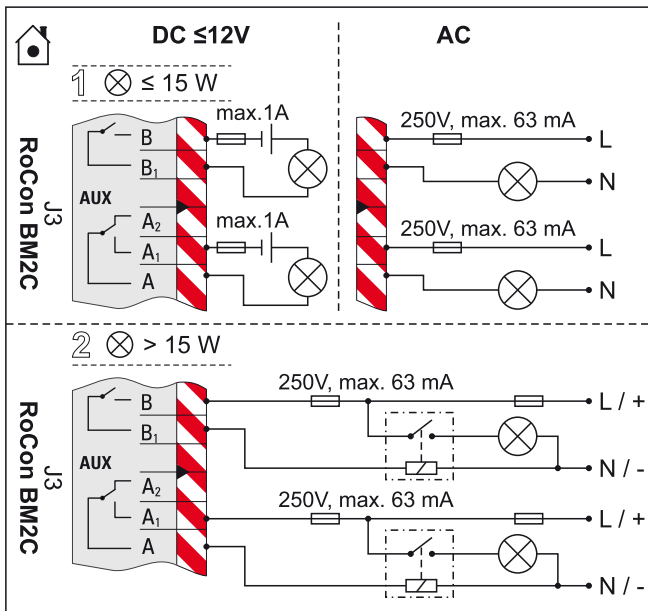 DC ≤12V
AC
1 ⊗ ≤ 15 W
RoCon BM2C
J3
AUX
B
B1
A2
A1
A
max.1A
max.1A
250V, max. 63 mA
L
N
250V, max. 63 mA
L
N
2 ⊗ > 15 W
RoCon BM2C
J3
AUX
B
B1
A2
A1
A
250V, max. 63 mA
L / +
N / -
250V, max. 63 mA
L / +
N / -